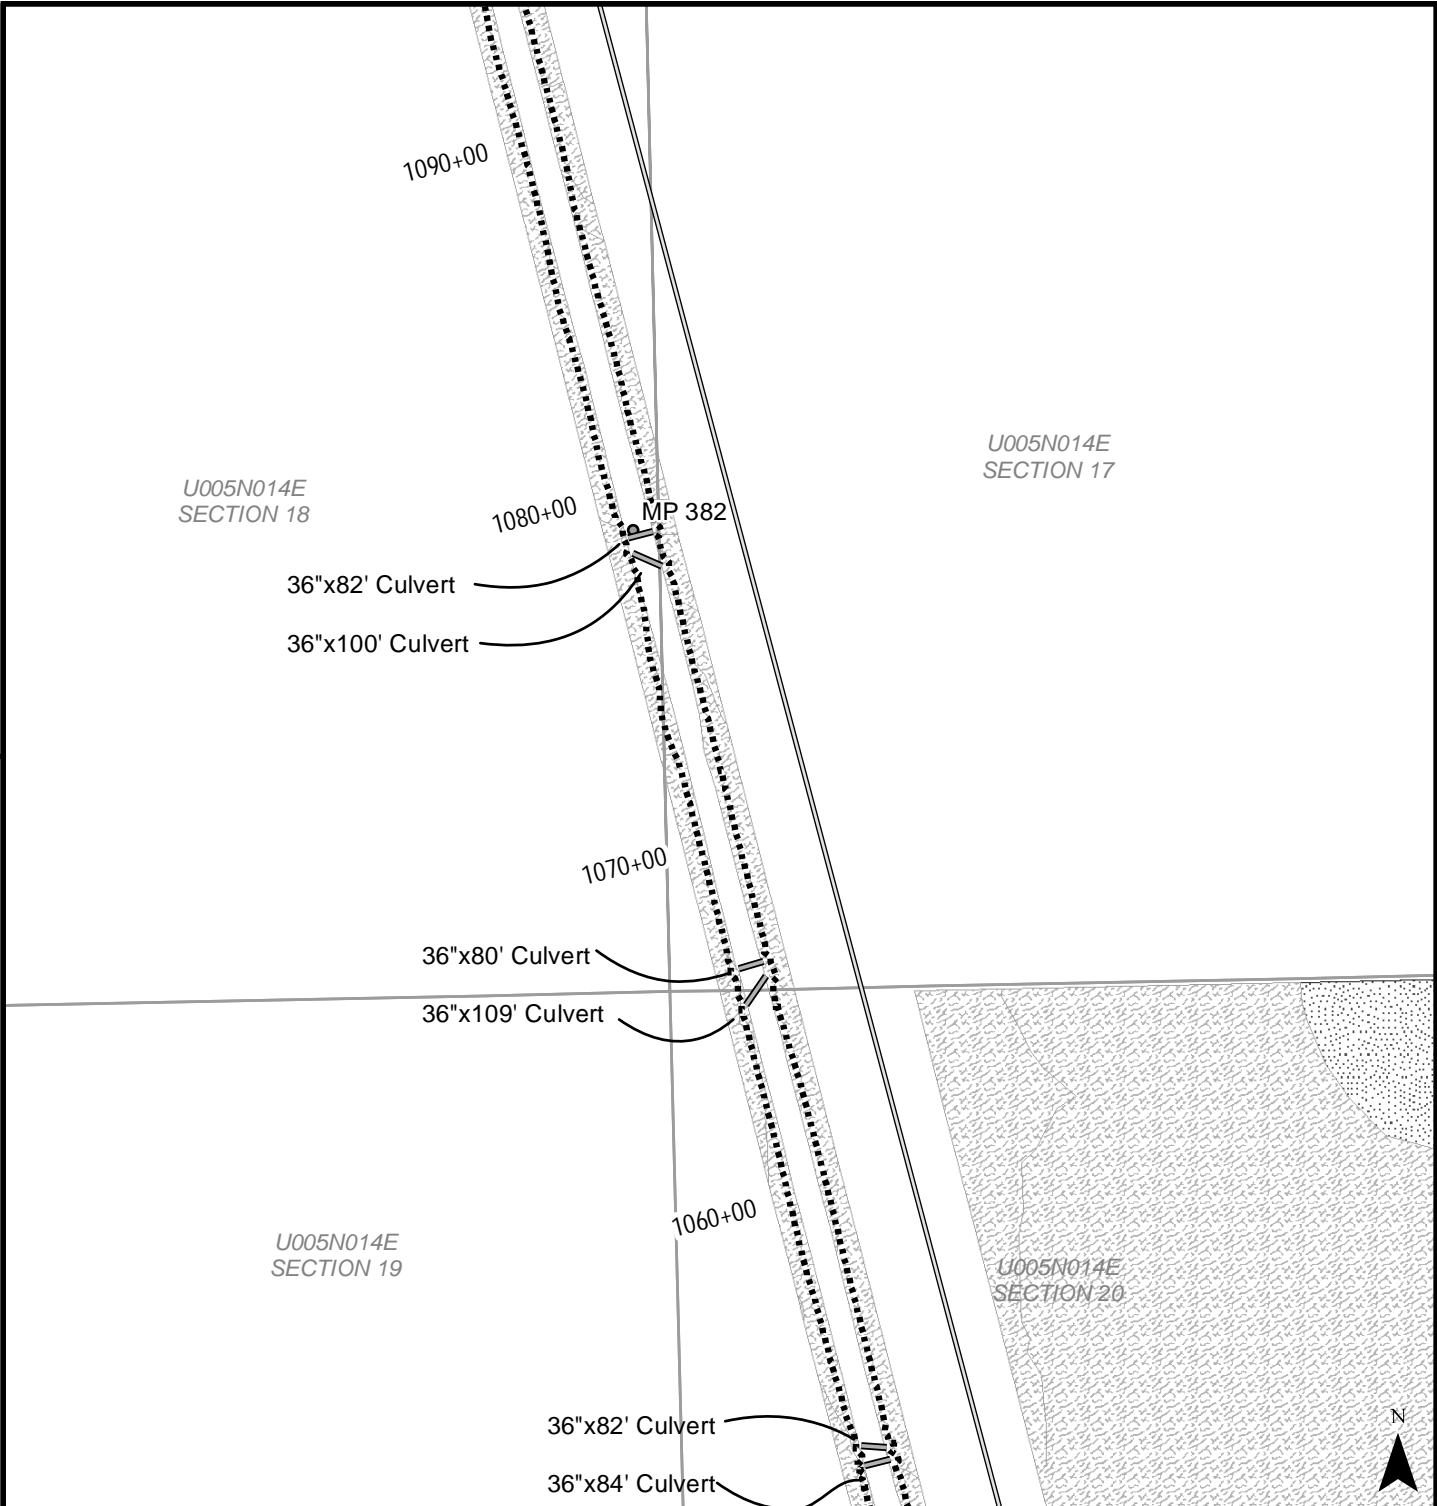 1090+00
U005N014E
SECTION 17
U005N014E
SECTION 18
1080+00
MP 382
36"x82' Culvert
36"x100' Culvert
1070+00
36"x80' Culvert
36"x109' Culvert
1060+00
U005N014E
SECTION 19
U005N014E
SECTION 20
N
36"x82' Culvert
36"x84' Culvert